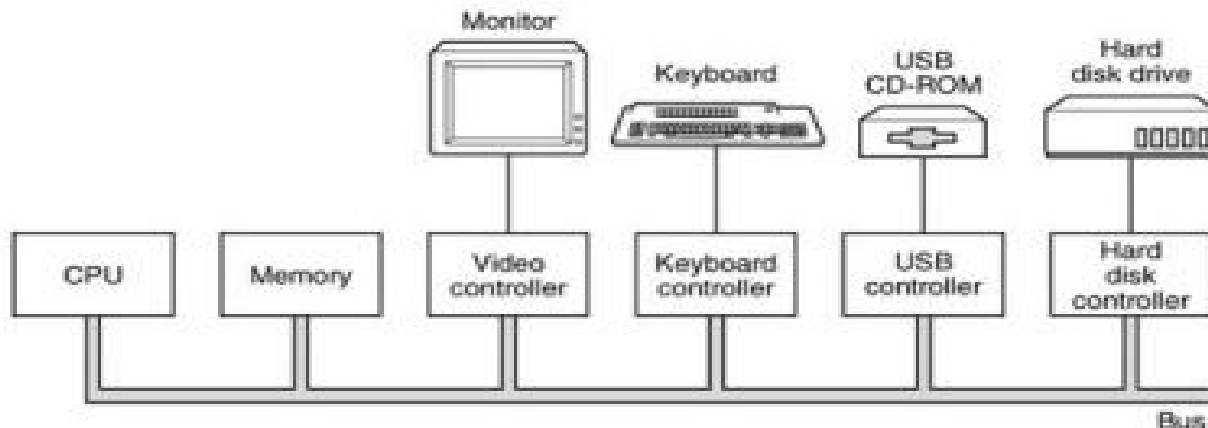 Monitor
Keyboard
USB
CD-ROM
Hard
disk drive
CPU
Memory
Video
controller
Keyboard
controller
USB
controller
Hard
disk
controller
Bus